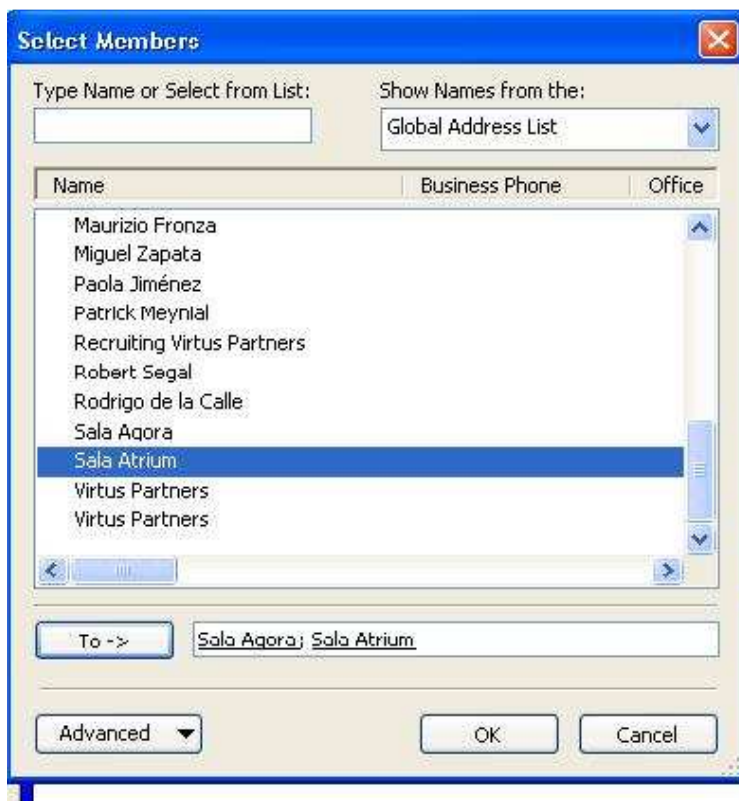 Select Members
Type Name or Select from List: Show Names from the:
Global Address List
Name Business Phone Office
Maurizio Fronza
Miguel Zapata
Paola Jiménez
Patrick Meynial
Recruiting Virtus Partners
Robert Segal
Rodrigo de la Calle
Sala Agora
Sala Atrium
Virtus Partners
Virtus Partners
To -> Sala Agora; Sala Atrium
Advanced OK Cancel